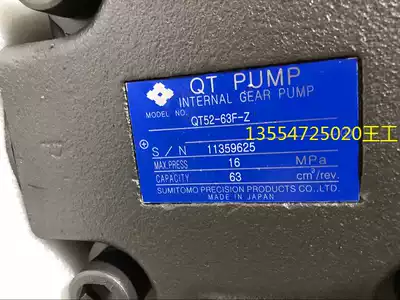 QT PUMP
INTERNAL GEAR PUMP
MODEL NO. QT52-63F-Z
13554725020王工
S/N 11359625
MAX.PRESS 16 MPa
CAPACITY 63 cm³/rev.
SUMITOMO PRECISION PRODUCTS CO.,LTD.
MADE IN JAPAN